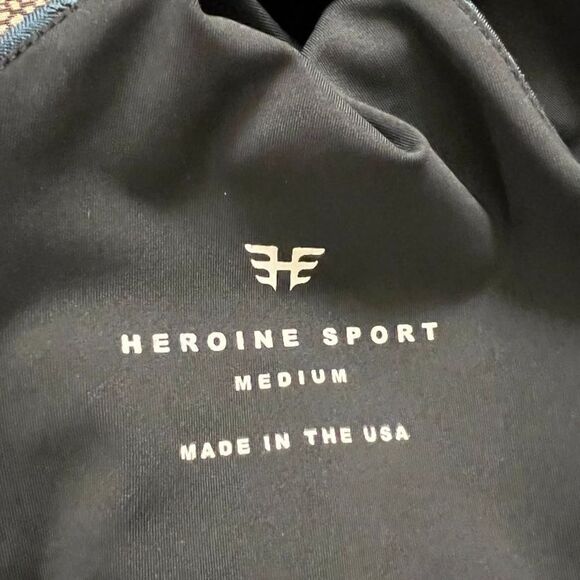 HEROINE SPORT
MEDIUM
MADE IN THE USA